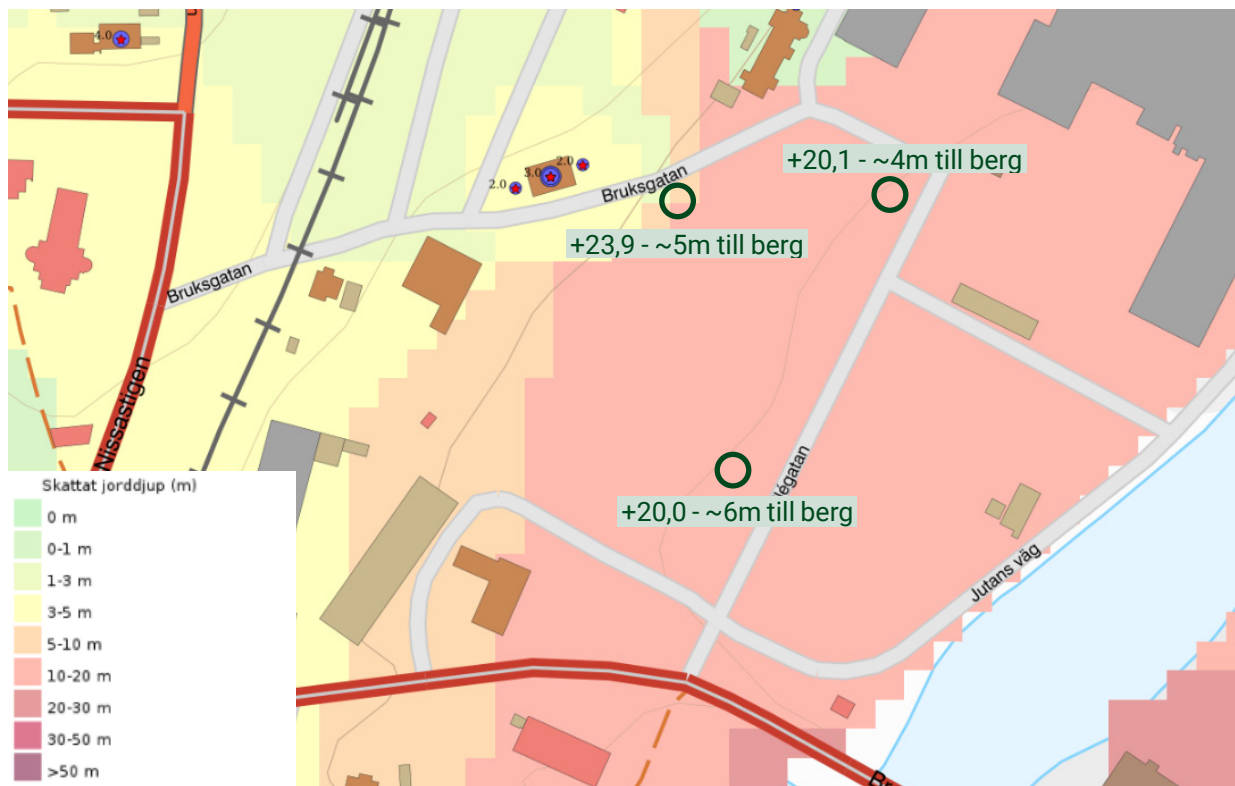 4.0
2.0
3.0
2.0
Bruksgatan
+20,1 - ~4m till berg
+23,9 - ~5m till berg
Bruksgatan
Nissastigen
égatan
+20,0 - ~6m till berg
Jutans väg
Skattat jorddjup (m)
0 m
0-1 m
1-3 m
3-5 m
5-10 m
10-20 m
20-30 m
30-50 m
>50 m